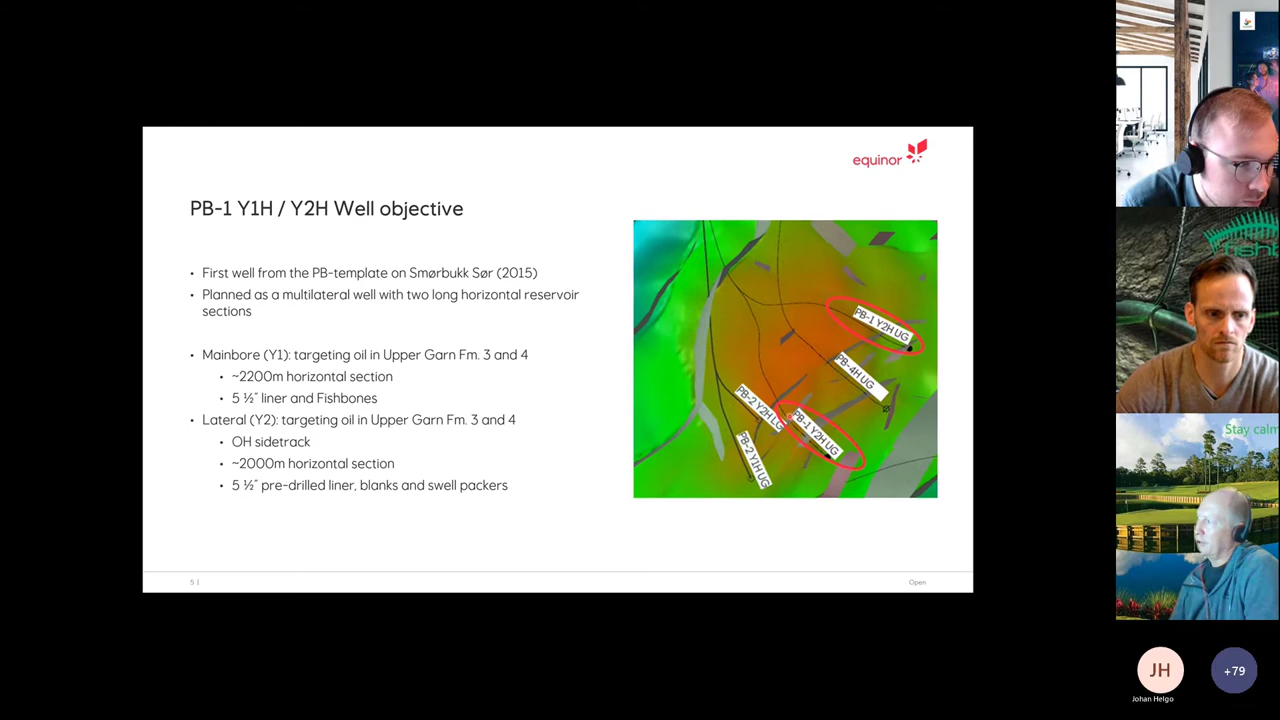 equinor
PB-1 Y1H / Y2H Well objective
• First well from the PB-template on Smørbukk Sør (2015)
• Planned as a multilateral well with two long horizontal reservoir
sections
• Mainbore (Y1): targeting oil in Upper Garn Fm. 3 and 4
• ~2200m horizontal section
• 5 ½” liner and Fishbones
• Lateral (Y2): targeting oil in Upper Garn Fm. 3 and 4
• OH sidetrack
• ~2000m horizontal section
• 5 ½” pre-drilled liner, blanks and swell packers
PB-1 Y2H UG
PB-4H UG
PB-2 Y2H LG
PB-1 Y2H UG
PB-2 Y1H UG
5 |
Open
fishb
Stay calm
JH
+79
Johan Helgo